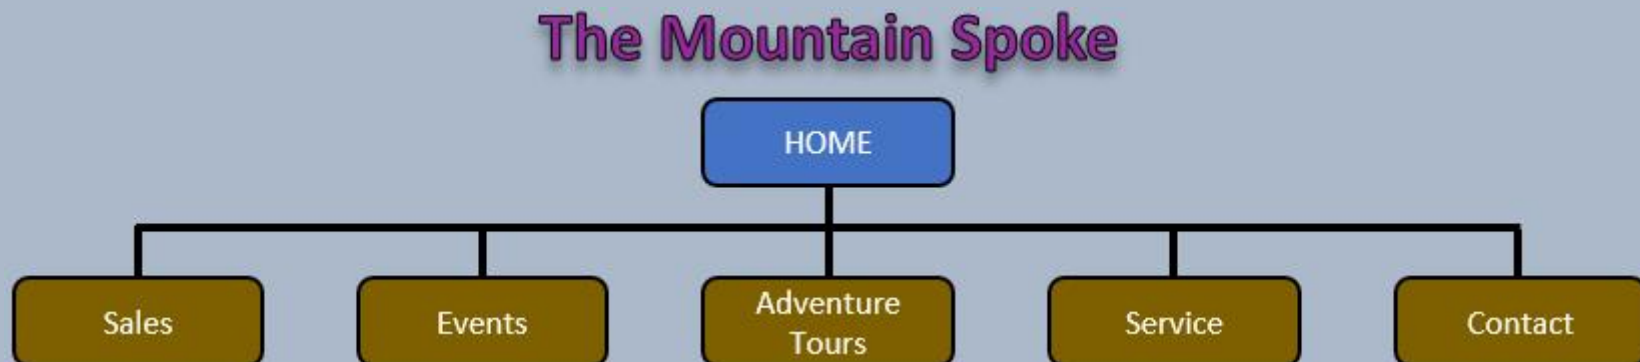 The Mountain Spoke
HOME
Sales
Events
Adventure
Tours
Service
Contact